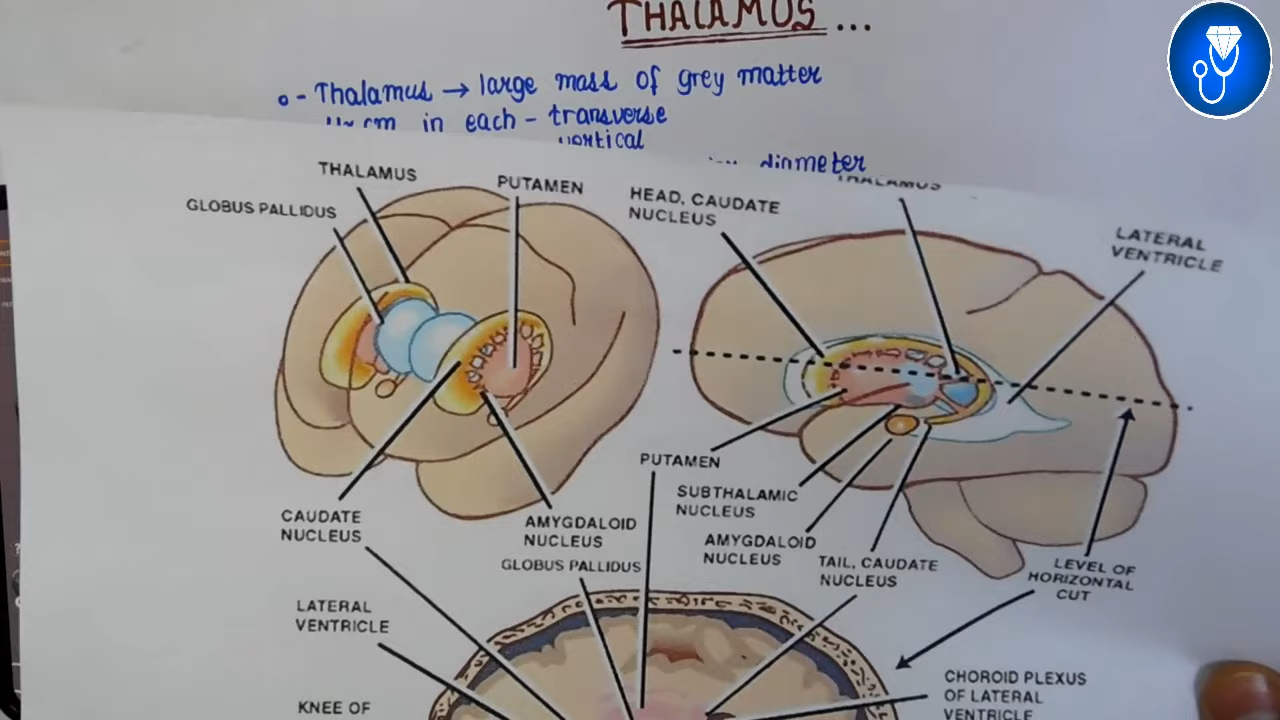 THALAMUS...
o - Thalamus → large mass of grey matter
cm in each - transverse
vertical
diameter
THALAMUS
GLOBUS PALLIDUS
PUTAMEN
CAUDATE
NUCLEUS
AMYGDALOID
NUCLEUS
HEAD, CAUDATE
NUCLEUS
THALAMUS
LATERAL
VENTRICLE
PUTAMEN
SUBTHALAMIC
NUCLEUS
AMYGDALOID
NUCLEUS
TAIL, CAUDATE
NUCLEUS
LEVEL OF
HORIZONTAL
CUT
GLOBUS PALLIDUS
LATERAL
VENTRICLE
KNEE OF
CHOROID PLEXUS
OF LATERAL
VENTRICLE